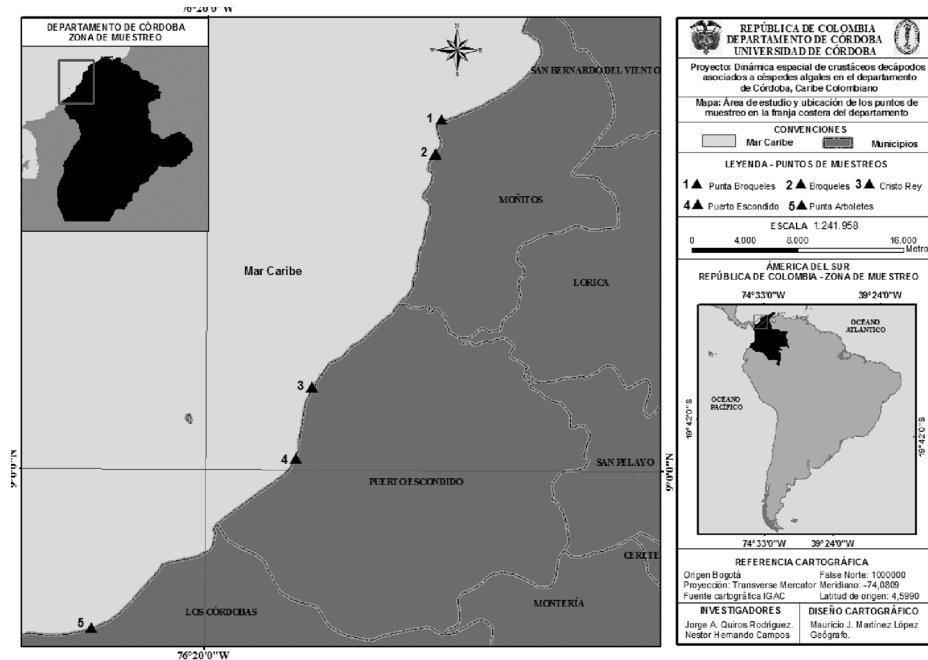 76°20'0"W
DEPARTAMENTO DE CÓRDOBA
ZONA DE MUESTREO
W
E
S
SAN BERNARDO DEL VIENTO
1
2
MOÑITOS
Mar Caribe
LORICA
3
4
9°0'0"N
9°0'0"N
SAN PELAYO
PUERTO ESCONDIDO
CERETÉ
MONTERÍA
LOS CÓRDOBAS
5
76°20'0"W
REPÚBLICA DE COLOMBIA
DEPARTAMENTO DE CÓRDOBA
UNIVERSIDAD DE CÓRDOBA
Proyecto: Dinámica espacial de crustáceos decápodos
asociados a céspedes algales en el departamento
de Córdoba, Caribe Colombiano
Mapa: Área de estudio y ubicación de los puntos de
muestreo en la franja costera del departamento
CONVENCIONES
Mar Caribe Municipios
LEYENDA - PUNTOS DE MUESTREOS
1 Punta Broqueles 2 Broqueles 3 Cristo Rey
4 Puerto Escondido 5 Punta Arboletes
ESCALA 1:241.958
0 4.000 8.000 16.000
Metro
ÁMERICA DEL SUR
REPÚBLICA DE COLOMBIA - ZONA DE MUESTREO
74°33'0"W 39°24'0"W
OCÉANO
ATLÁNTICO
OCÉANO
PACÍFICO
19°42'0"S
19°42'0"S
74°33'0"W 39°24'0"W
REFERENCIA CARTOGRÁFICA
Origen Bogotá False Norte: 1000000
Proyección: Transverse Mercator Meridiano: -74,0809
Fuente cartográfica IGAC Latitud de origen: 4,5990
INVESTIGADORES
Jorge A. Quiros Rodriguez.
Nestor Hernando Campos
DISEÑO CARTOGRÁFICO
Mauricio J. Martínez López
Geógrafo.